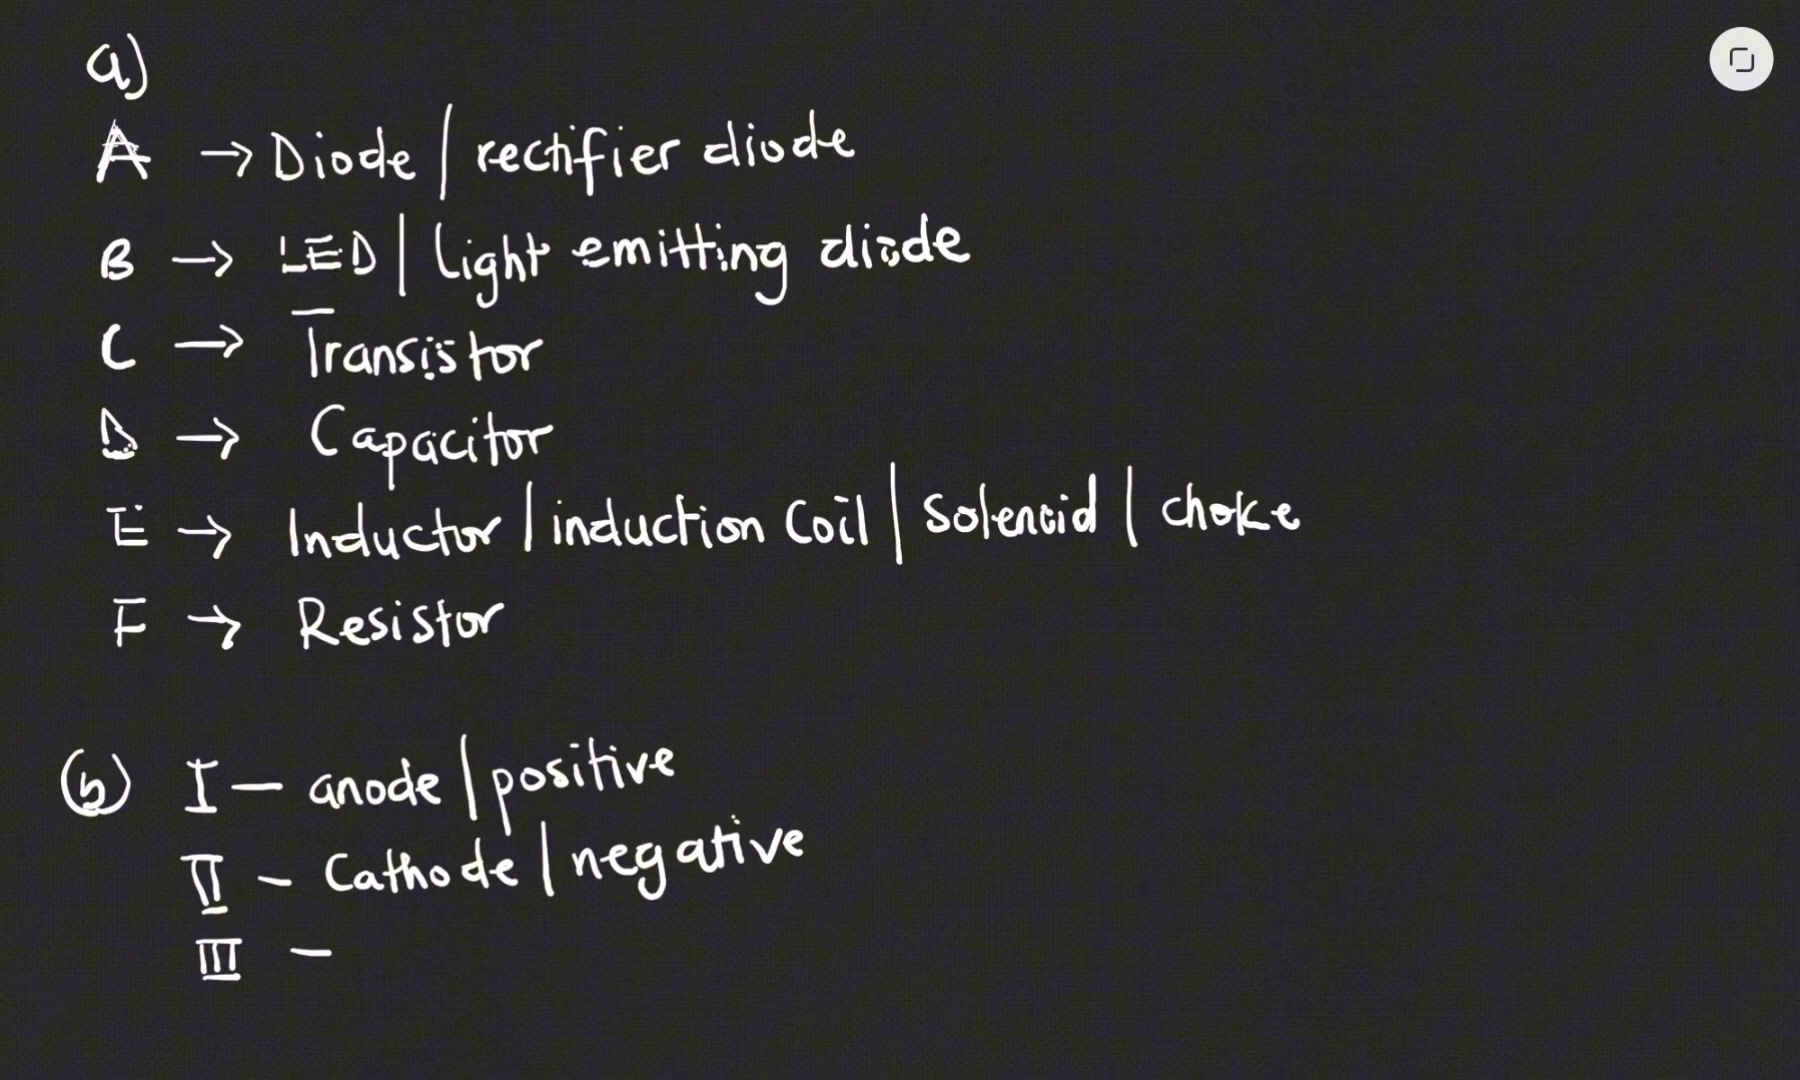 a)
A → Diode | rectifier diode
B → LED | Light emitting diode
C → Transistor
D → Capacitor
E → Inductor | induction Coil | Solenoid | choke
F → Resistor
(b) I – anode | positive
II – Cathode | negative
III –